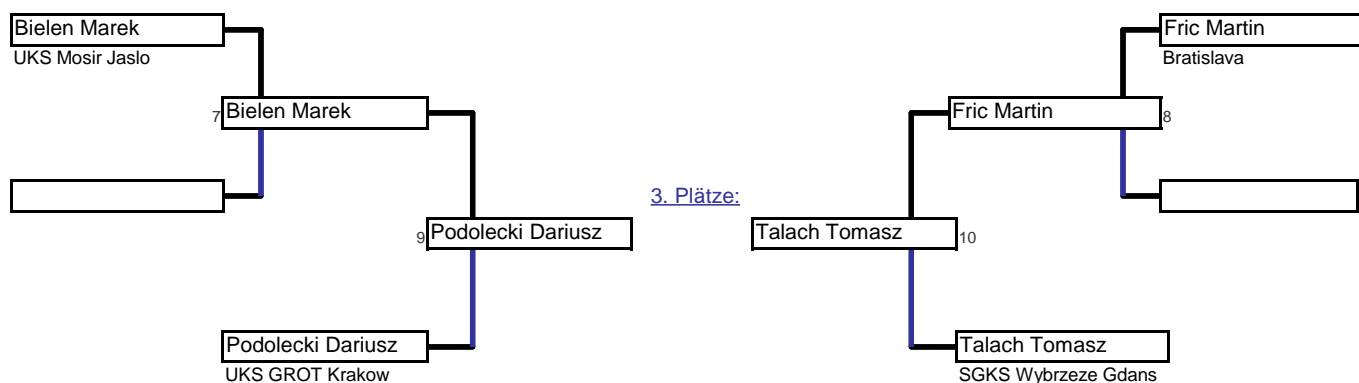 Bielen Marek
UKS Mosir Jaslo
7 Bielen Marek
9 Podolecki Dariusz
Podolecki Dariusz
UKS GROT Krakow
3. Plätze:
Fric Martin
Bratislava
Fric Martin 8
Talach Tomasz 10
Talach Tomasz
SGKS Wybrzeze Gdans